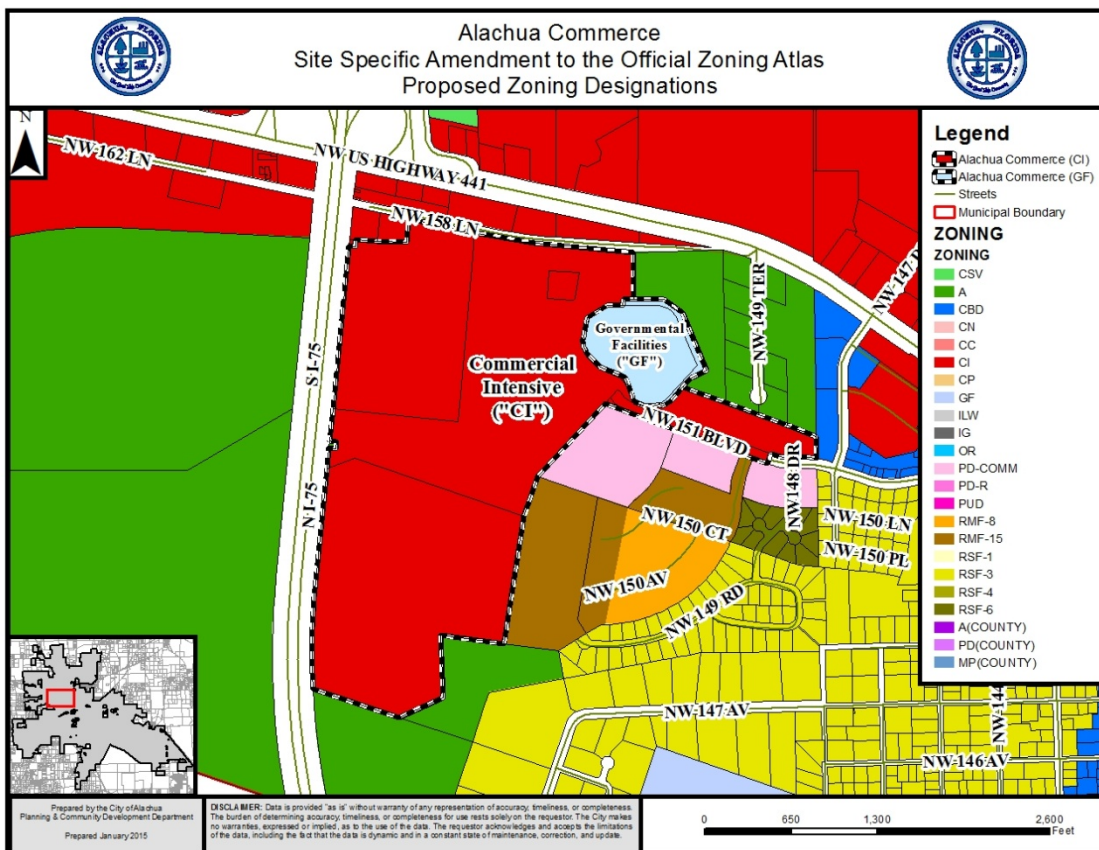 Alachua Commerce
Site Specific Amendment to the Official Zoning Atlas
Proposed Zoning Designations
ALACHUA, FLORIDA
ALACHUA, FLORIDA
N
NW 162 LN
NW US HIGHWAY 441
NW 158 LN
NW 149 TER
NW 147 D
S I-75
N I-75
Governmental
Facilities
("GF")
Commercial
Intensive
("CI")
NW 151 BLVD
NW 148 DR
NW 150 CT
NW 150 LN
NW 150 PL
NW 150 AV
NW 149 RD
NW 147 AV
NW 144
NW 146 AV
Legend
Alachua Commerce (CI)
Alachua Commerce (GF)
Streets
Municipal Boundary
ZONING
ZONING
CSV
A
CBD
CN
CC
CI
CP
GF
ILW
IG
OR
PD-COMM
PD-R
PUD
RMF-8
RMF-15
RSF-1
RSF-3
RSF-4
RSF-6
A(COUNTY)
PD(COUNTY)
MP(COUNTY)
Prepared by the City of Alachua
Planning & Community Development Department
Prepared January 2015
DISCLAIMER: Data is provided "as is" without warranty of any representation of accuracy, timeliness, or completeness.
The burden of determining accuracy, timeliness, or completeness for use rests solely on the requestor. The City makes
no warranties, expressed or implied, as to the use of the data. The requestor acknowledges and accepts the limitations
of the data, including the fact that the data is dynamic and in a constant state of maintenance, correction, and update.
0 650 1,300 2,600
Feet